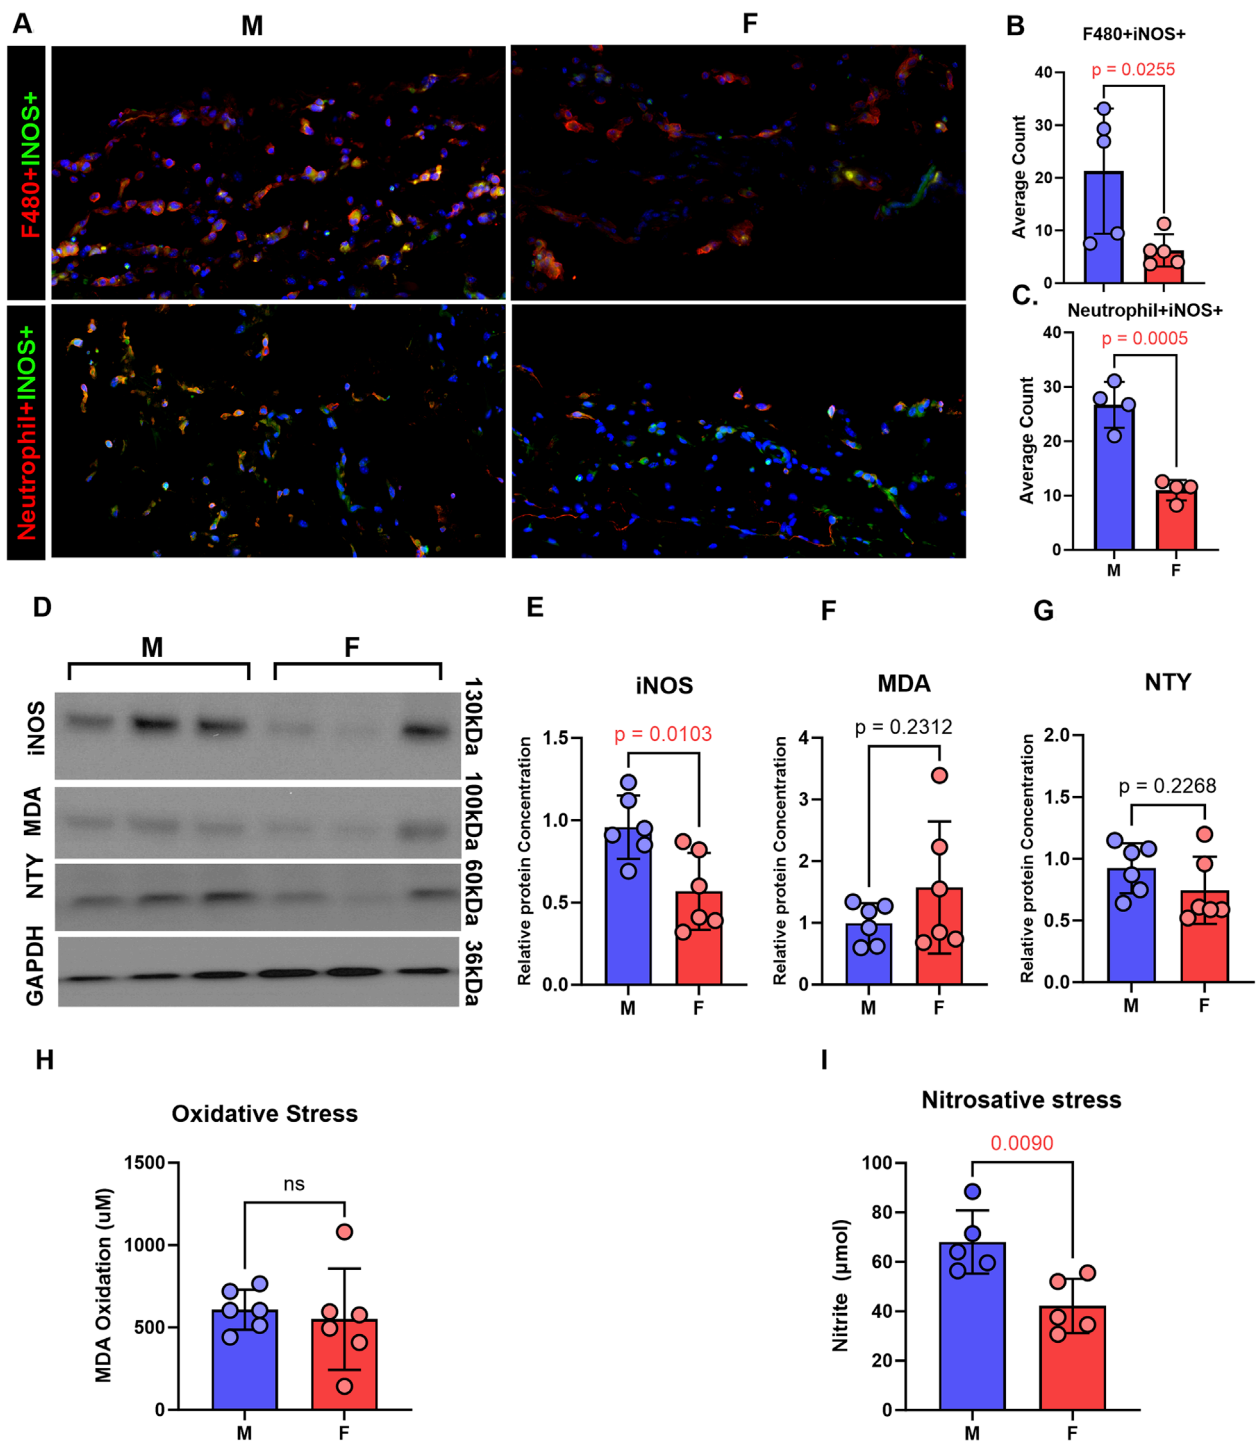 A
M
F
F480+iNOS+
Neutrophil+iNOS+
B
F480+iNOS+
p = 0.0255
Average Count
40
30
20
10
0
C.
Neutrophil+iNOS+
p = 0.0005
Average Count
40
30
20
10
0
M
F
D
M
F
iNOS
130kDa
MDA
100kDa
NTY
60kDa
GAPDH
36kDa
E
iNOS
p = 0.0103
Relative protein Concentration
1.5
1.0
0.5
0.0
M
F
F
MDA
p = 0.2312
Relative protein Concentration
4
3
2
1
0
M
F
G
NTY
p = 0.2268
Relative protein Concentration
2.0
1.5
1.0
0.5
0.0
M
F
H
Oxidative Stress
ns
MDA Oxidation (uM)
1500
1000
500
0
M
F
I
Nitrosative stress
0.0090
Nitrite (µmol)
100
80
60
40
20
0
M
F